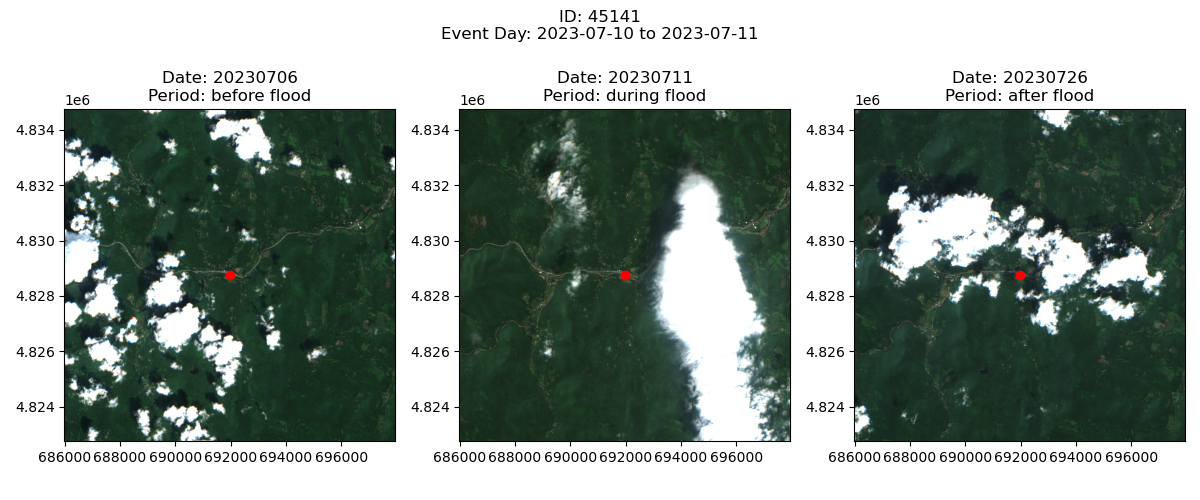 ID: 45141
Event Day: 2023-07-10 to 2023-07-11
Date: 20230706
Period: before flood
1e6
4.834
4.832
4.830
4.828
4.826
4.824
686000 688000 690000 692000 694000 696000
Date: 20230711
Period: during flood
1e6
4.834
4.832
4.830
4.828
4.826
4.824
686000 688000 690000 692000 694000 696000
Date: 20230726
Period: after flood
1e6
4.834
4.832
4.830
4.828
4.826
4.824
686000 688000 690000 692000 694000 696000